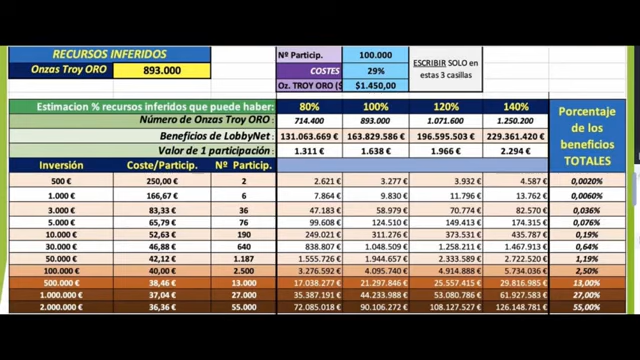 RECURSOS INFERIDOS
Onzas Troy ORO 893.000
Nº Particip. 100.000
COSTES 29%
Oz. TROY ORO ($ $1.450,00
ESCRIBIR SOLO en
estas 3 casillas
Estimacion % recursos inferidos que puede haber: 80% 100% 120% 140%
Número de Onzas Troy ORO: 714.400 893.000 1.071.600 1.250.200
Beneficios de LobbyNet: 131.063.669 € 163.829.586 € 196.595.503 € 229.361.420 €
Valor de 1 participación: 1.311 € 1.638 € 1.966 € 2.294 €
Porcentaje
de los
beneficios
TOTALES
Inversión Coste/Particip. Nº Particip.
500 € 250,00 € 2 2.621 € 3.277 € 3.932 € 4.587 € 0,0020%
1.000 € 166,67 € 6 7.864 € 9.830 € 11.796 € 13.762 € 0,0060%
3.000 € 83,33 € 36 47.183 € 58.979 € 70.774 € 82.570 € 0,036%
5.000 € 65,79 € 76 99.608 € 124.510 € 149.413 € 174.315 € 0,076%
10.000 € 52,63 € 190 249.021 € 311.276 € 373.531 € 435.787 € 0,19%
30.000 € 46,88 € 640 838.807 € 1.048.509 € 1.258.211 € 1.467.913 € 0,64%
50.000 € 42,12 € 1.187 1.555.726 € 1.944.657 € 2.333.589 € 2.722.520 € 1,19%
100.000 € 40,00 € 2.500 3.276.592 € 4.095.740 € 4.914.888 € 5.734.036 € 2,50%
500.000 € 38,46 € 13.000 17.038.277 € 21.297.846 € 25.557.415 € 29.816.985 € 13,00%
1.000.000 € 37,04 € 27.000 35.387.191 € 44.233.988 € 53.080.786 € 61.927.583 € 27,00%
2.000.000 € 36,36 € 55.000 72.085.018 € 90.106.272 € 108.127.527 € 126.148.781 € 55,00%